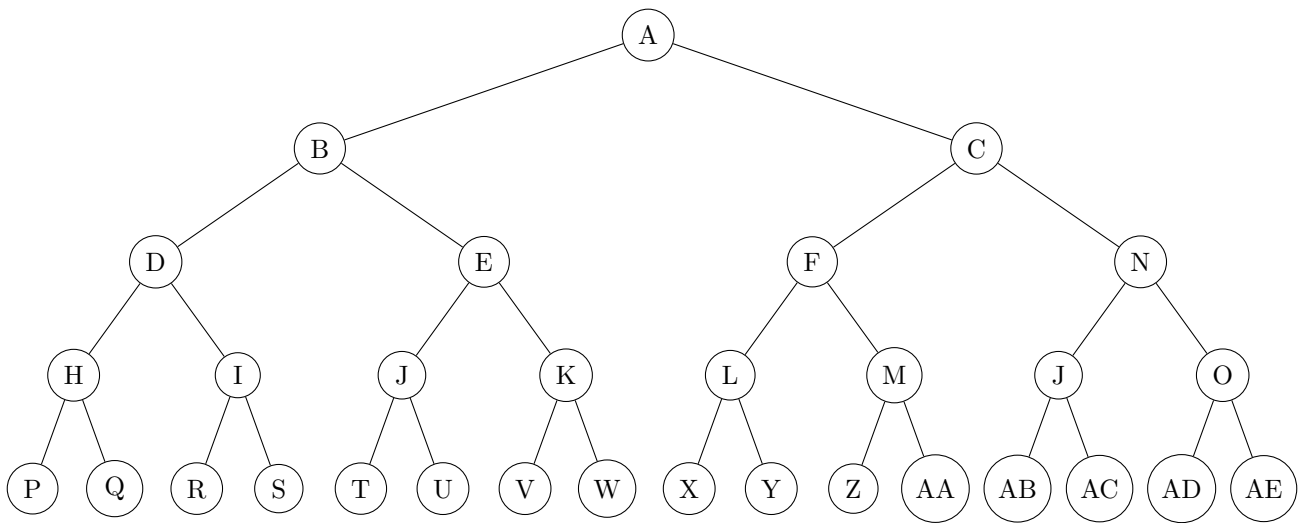 A
B C
D E F N
H I J K L M J O
P Q R S T U V W X Y Z AA AB AC AD AE